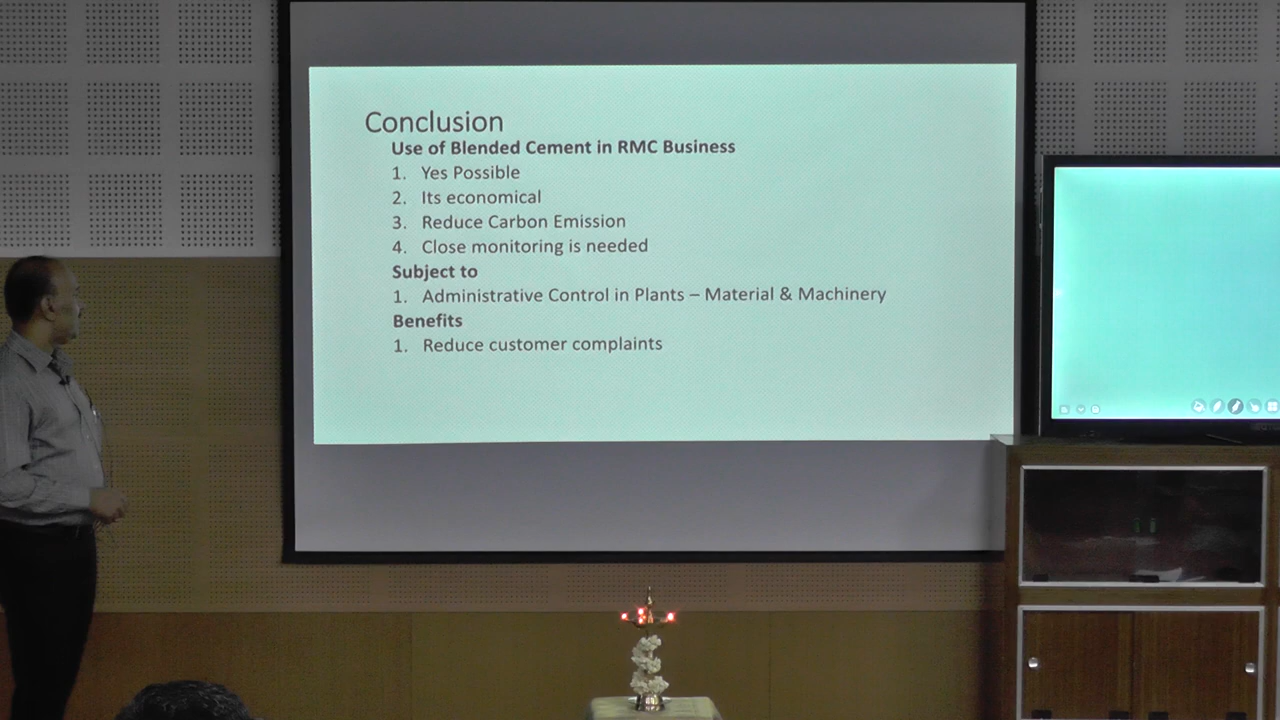 Conclusion
Use of Blended Cement in RMC Business
1. Yes Possible
2. Its economical
3. Reduce Carbon Emission
4. Close monitoring is needed
Subject to
1. Administrative Control in Plants – Material & Machinery
Benefits
1. Reduce customer complaints